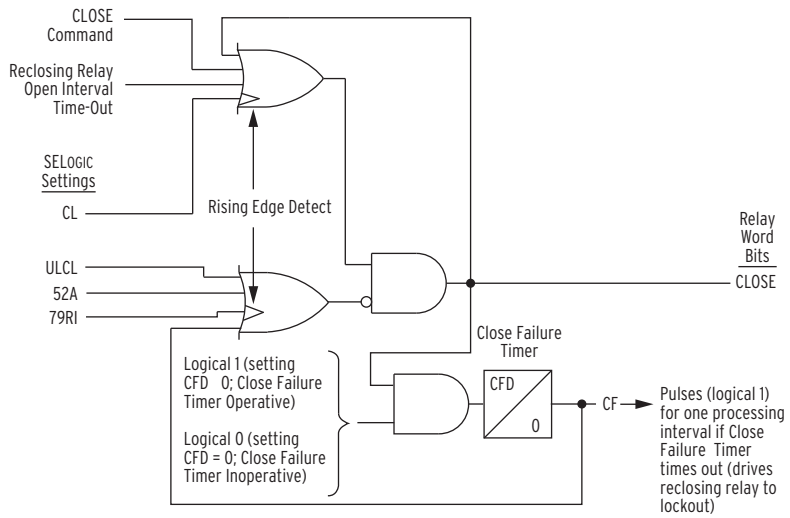 CLOSE
Command
Reclosing Relay
Open Interval
Time-Out
SELOGIC
Settings
CL
Rising Edge Detect
ULCL
52A
79RI
Relay
Word
Bits
CLOSE
Close Failure
Timer
Logical 1 (setting
CFD 0; Close Failure
Timer Operative)
Logical 0 (setting
CFD = 0; Close Failure
Timer Inoperative)
CFD
0
CF
Pulses (logical 1)
for one processing
interval if Close
Failure Timer
times out (drives
reclosing relay to
lockout)